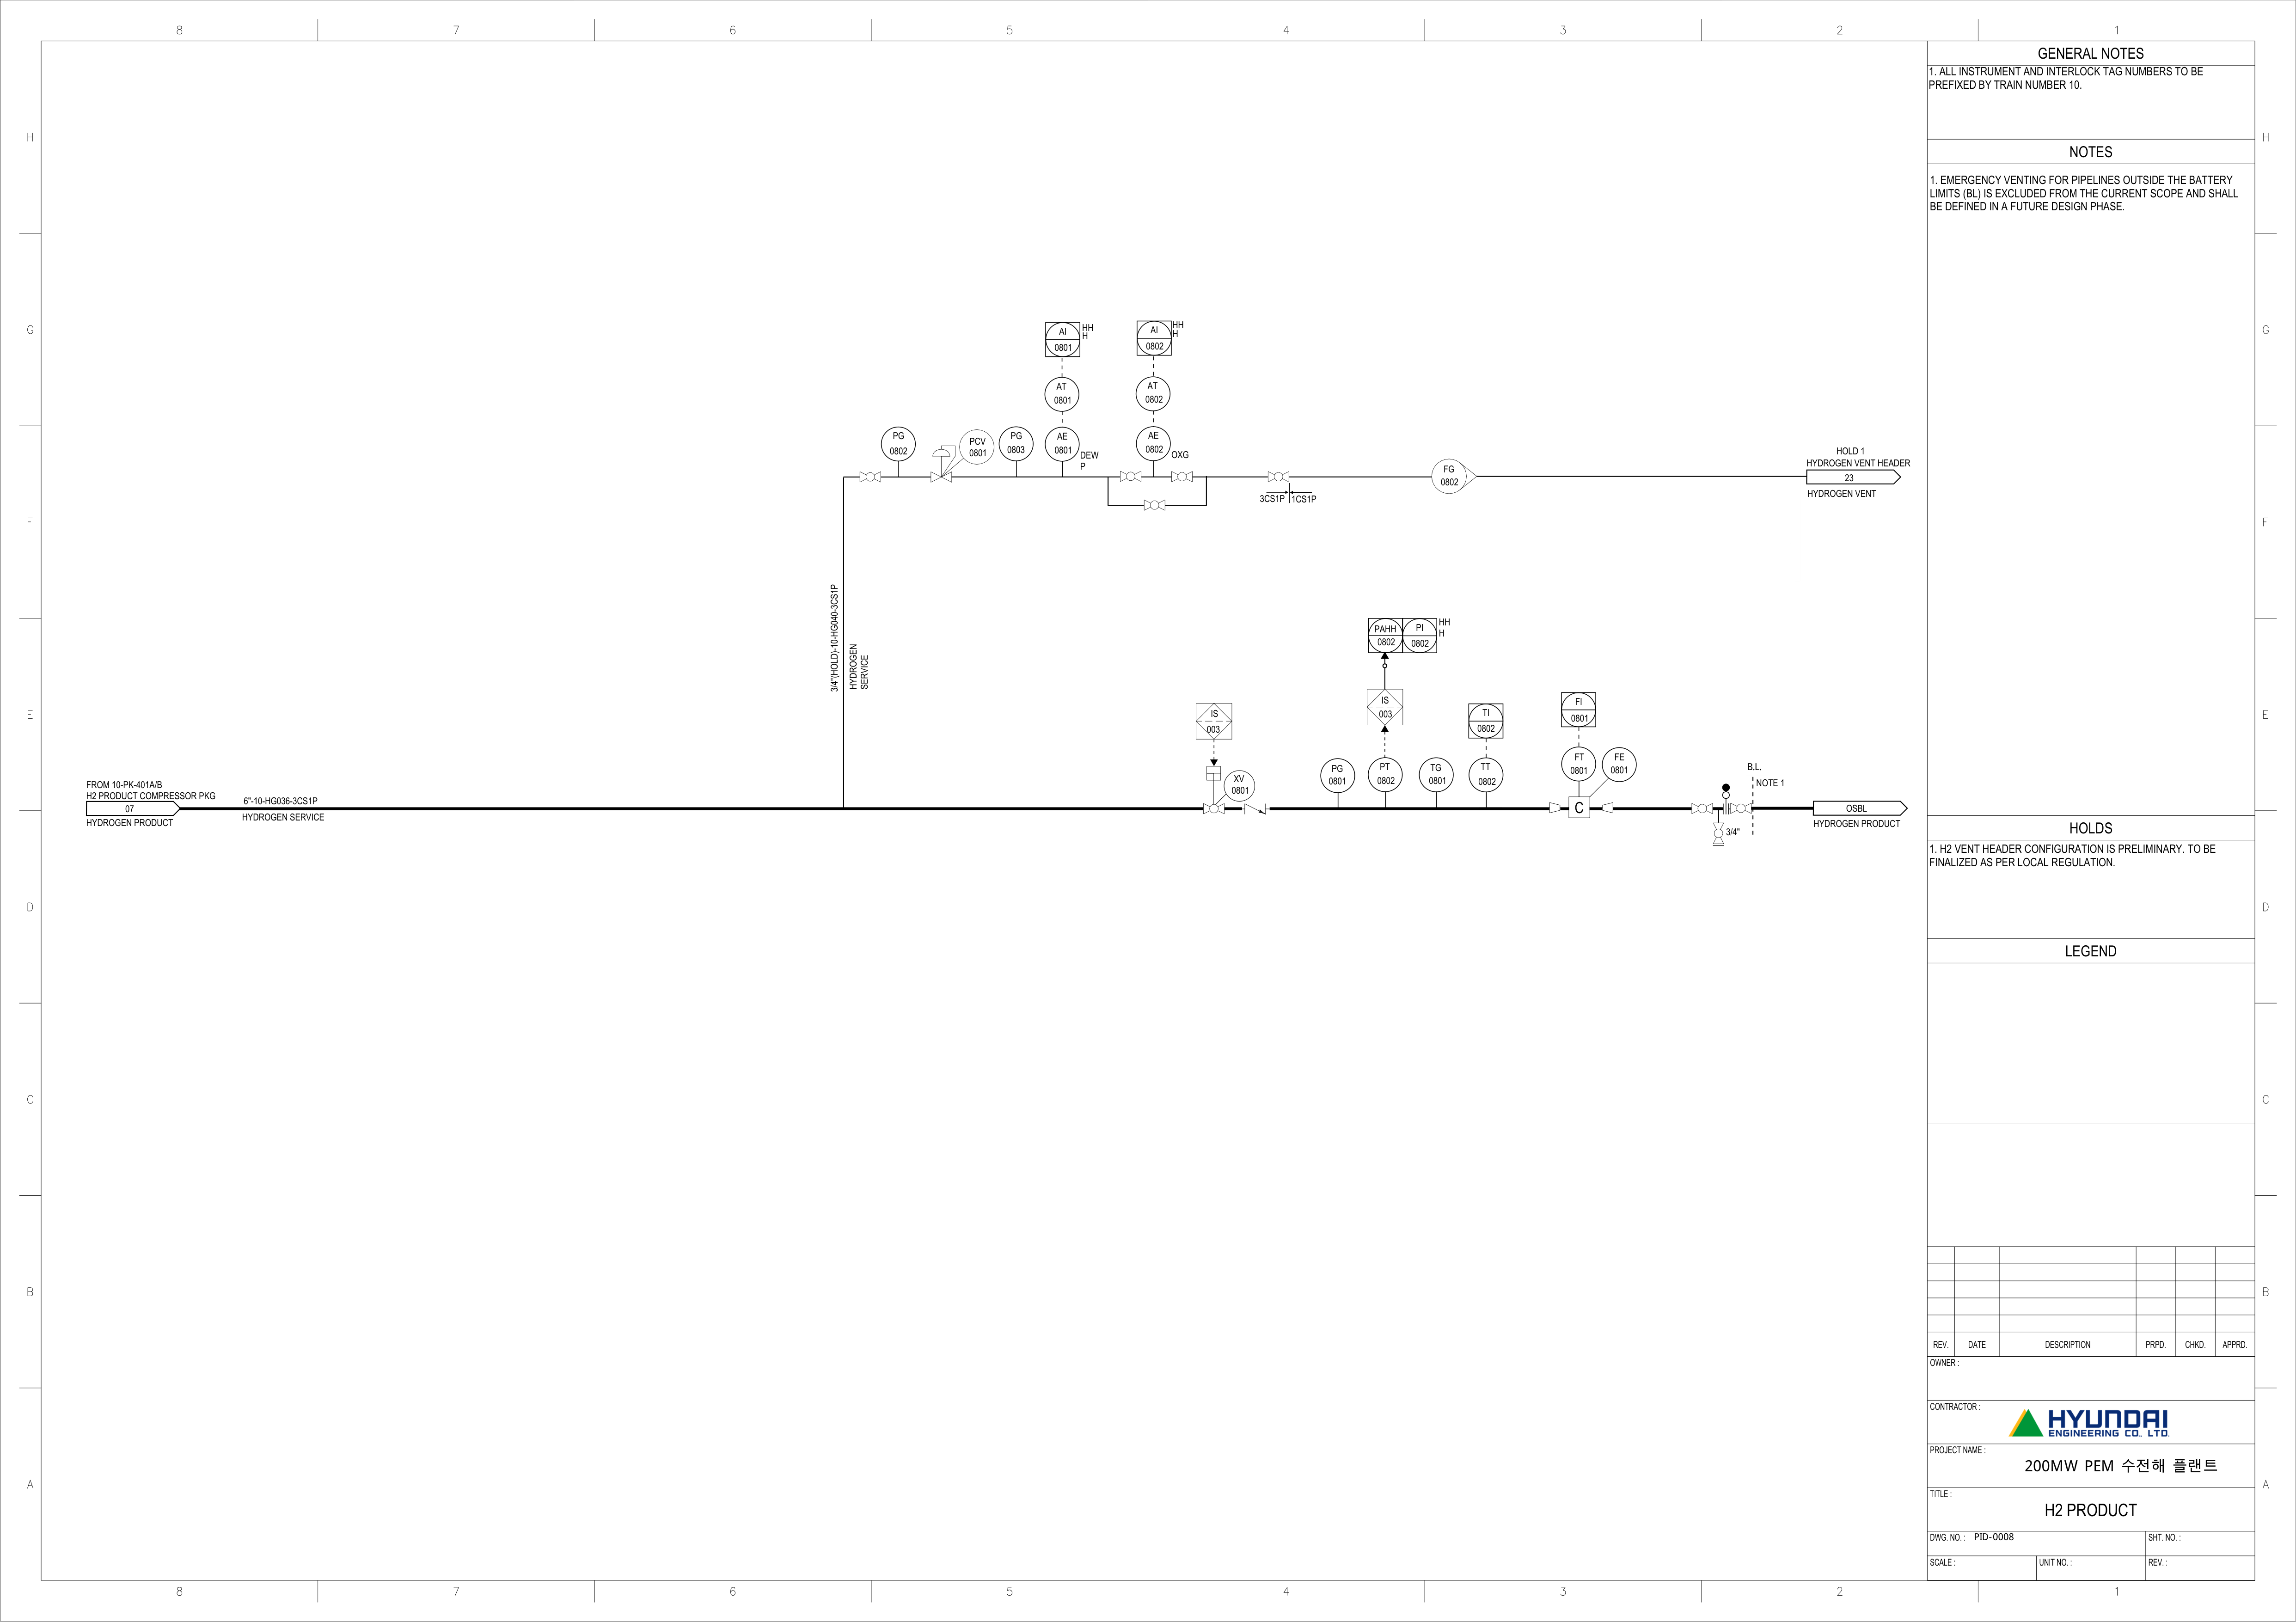 8 7 6 5 4 3 2 1
H
G
F
E
D
C
B
A
H
G
F
E
D
C
B
A
AI
0801
HH
H
AI
0802
HH
H
AT
0801
AT
0802
PG
0802
PCV
0801
PG
0803
AE
0801
DEW
P
AE
0802
OXG
3CS1P
1CS1P
FG
0802
HOLD 1
HYDROGEN VENT HEADER
23
HYDROGEN VENT
3/4"(HOLD)-10-HG040-3CS1P
HYDROGEN
SERVICE
PAHH
0802
PI
0802
HH
H
IS
003
IS
003
TI
0802
FI
0801
XV
0801
PG
0801
PT
0802
TG
0801
TT
0802
FT
0801
FE
0801
C
B.L.
NOTE 1
3/4"
FROM 10-PK-401A/B
H2 PRODUCT COMPRESSOR PKG
07
HYDROGEN PRODUCT
6"-10-HG036-3CS1P
HYDROGEN SERVICE
OSBL
HYDROGEN PRODUCT
GENERAL NOTES
1. ALL INSTRUMENT AND INTERLOCK TAG NUMBERS TO BE
PREFIXED BY TRAIN NUMBER 10.
NOTES
1. EMERGENCY VENTING FOR PIPELINES OUTSIDE THE BATTERY
LIMITS (BL) IS EXCLUDED FROM THE CURRENT SCOPE AND SHALL
BE DEFINED IN A FUTURE DESIGN PHASE.
HOLDS
1. H2 VENT HEADER CONFIGURATION IS PRELIMINARY. TO BE
FINALIZED AS PER LOCAL REGULATION.
LEGEND
REV. DATE DESCRIPTION PRPD. CHKD. APPRD.
OWNER :
CONTRACTOR :
HYUNDAI
ENGINEERING CO., LTD.
PROJECT NAME :
200MW PEM 수전해 플랜트
TITLE :
H2 PRODUCT
DWG. NO. : PID-0008
SHT. NO. :
SCALE :
UNIT NO. :
REV. :
8 7 6 5 4 3 2 1